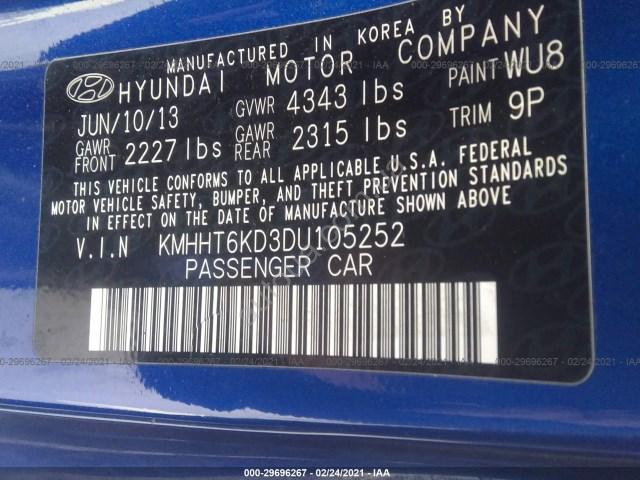 MANUFACTURED IN KOREA BY
HYUNDAI MOTOR COMPANY
JUN/10/13 GVWR 4343 lbs PAINT WU8
GAWR FRONT 2227 lbs GAWR REAR 2315 lbs TRIM 9P
THIS VEHICLE CONFORMS TO ALL APPLICABLE U.S.A. FEDERAL
MOTOR VEHICLE SAFETY, BUMPER, AND THEFT PREVENTION STANDARDS
IN EFFECT ON THE DATE OF MANUFACTURE SHOWN ABOVE
V.I.N KMHHT6KD3DU105252
PASSENGER CAR
000-29696267 - 02/24/2021 - IAA